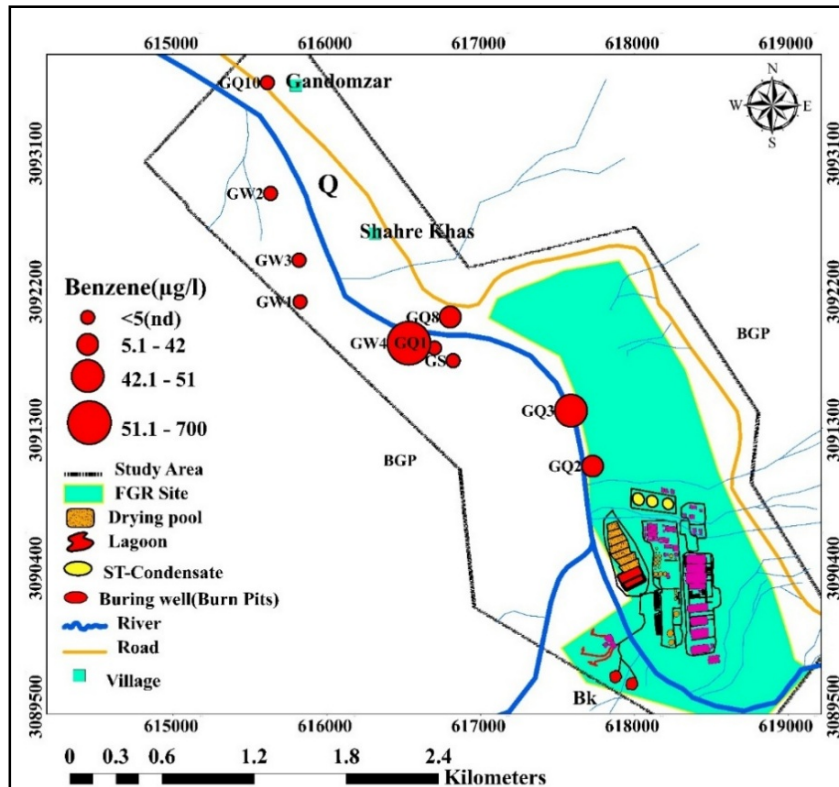 615000 616000 617000 618000 619000
N
W E
S
3093100
3092200
3091300
3090400
3089500
3093100
3092200
3091300
3090400
3089500
GQ10 Gandomzar
Q
GW2
Shahre Khas
GW3
GW1
GQ8
GW4 GQ1
GS
BGP
GQ3
BGP
GQ2
Bk
Benzene(µg/l)
<5(nd)
5.1 - 42
42.1 - 51
51.1 - 700
Study Area
FGR Site
Drying pool
Lagoon
ST-Condensate
Buring well(Burn Pits)
River
Road
Village
615000 616000 617000 618000 619000
0 0.3 0.6 1.2 1.8 2.4
Kilometers